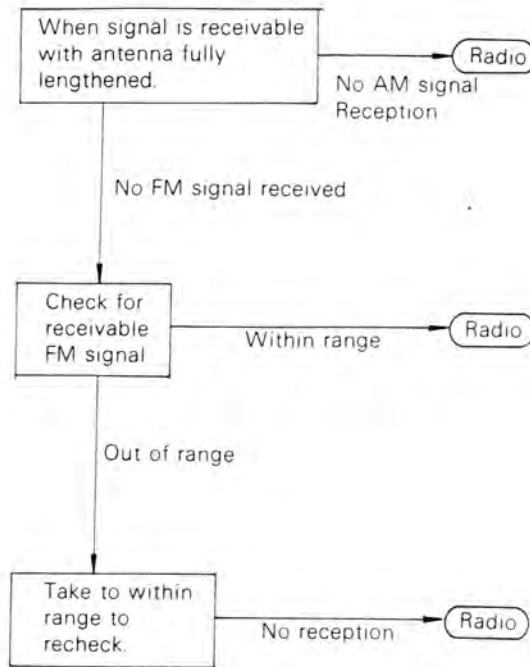 When signal is receivable
with antenna fully
lengthened.
Radio
No AM signal
Reception
No FM signal received
Check for
receivable
FM signal
Within range
Radio
Out of range
Take to within
range to
recheck.
No reception
Radio